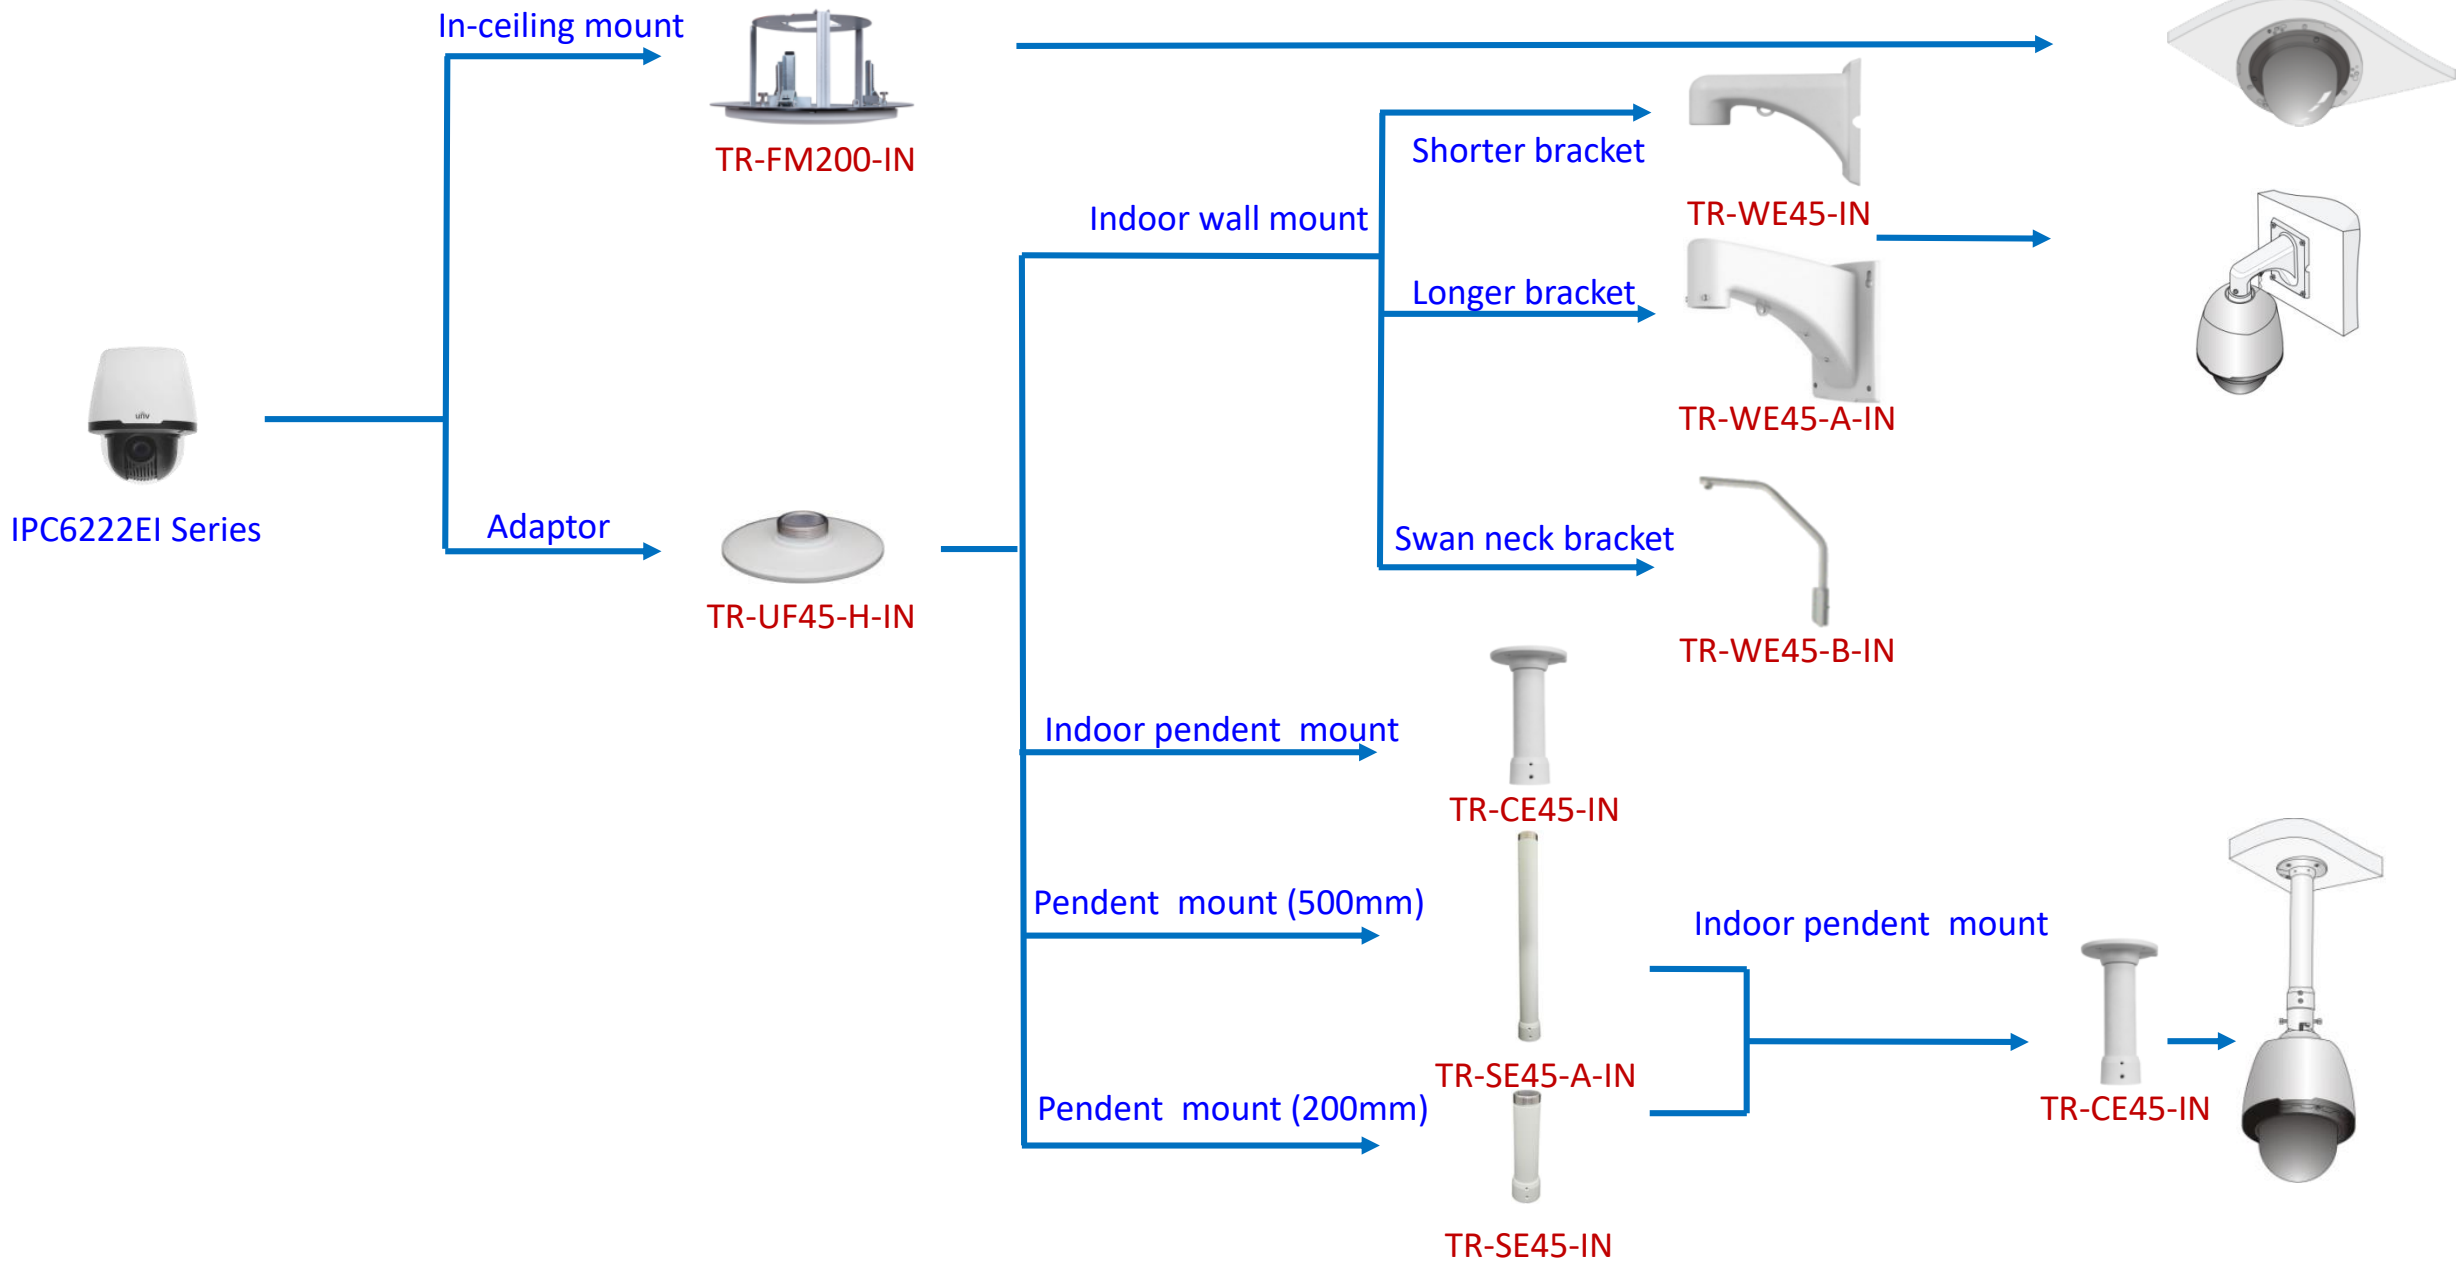 In-ceiling mount
TR-FM200-IN
Shorter bracket
TR-WE45-IN
Indoor wall mount
Longer bracket
TR-WE45-A-IN
unv
IPC6222EI Series
Adaptor
TR-UF45-H-IN
Swan neck bracket
TR-WE45-B-IN
Indoor pendent  mount
TR-CE45-IN
Pendent  mount (500mm)
TR-SE45-A-IN
Indoor pendent  mount
TR-CE45-IN
Pendent  mount (200mm)
TR-SE45-IN